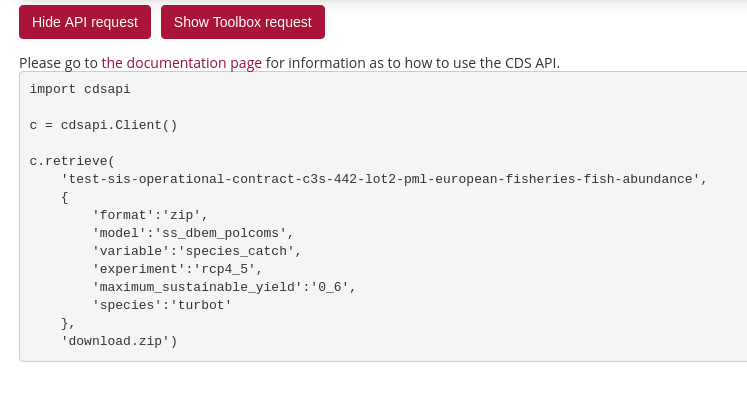 Hide API request Show Toolbox request
Please go to the documentation page for information as to how to use the CDS API.
import cdsapi
c = cdsapi.Client()
c.retrieve(
    'test-sis-operational-contract-c3s-442-lot2-pml-european-fisheries-fish-abundance',
    {
        'format':'zip',
        'model':'ss_dbem_polcoms',
        'variable':'species_catch',
        'experiment':'rcp4_5',
        'maximum_sustainable_yield':'0_6',
        'species':'turbot'
    },
    'download.zip')